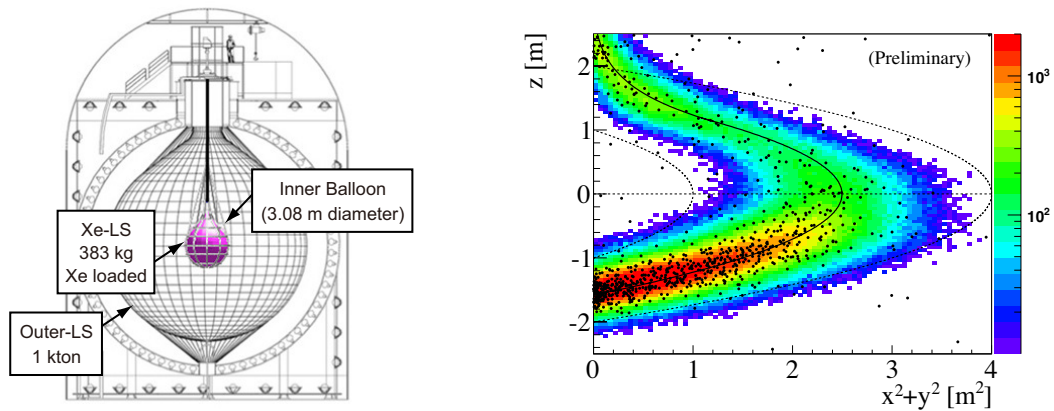 Inner Balloon
(3.08 m diameter)
Xe-LS
383 kg
Xe loaded
Outer-LS
1 kton
z [m]
(Preliminary)
2
1
0
-1
-2
0
1
2
3
4
x²+y² [m²]
10³
10²